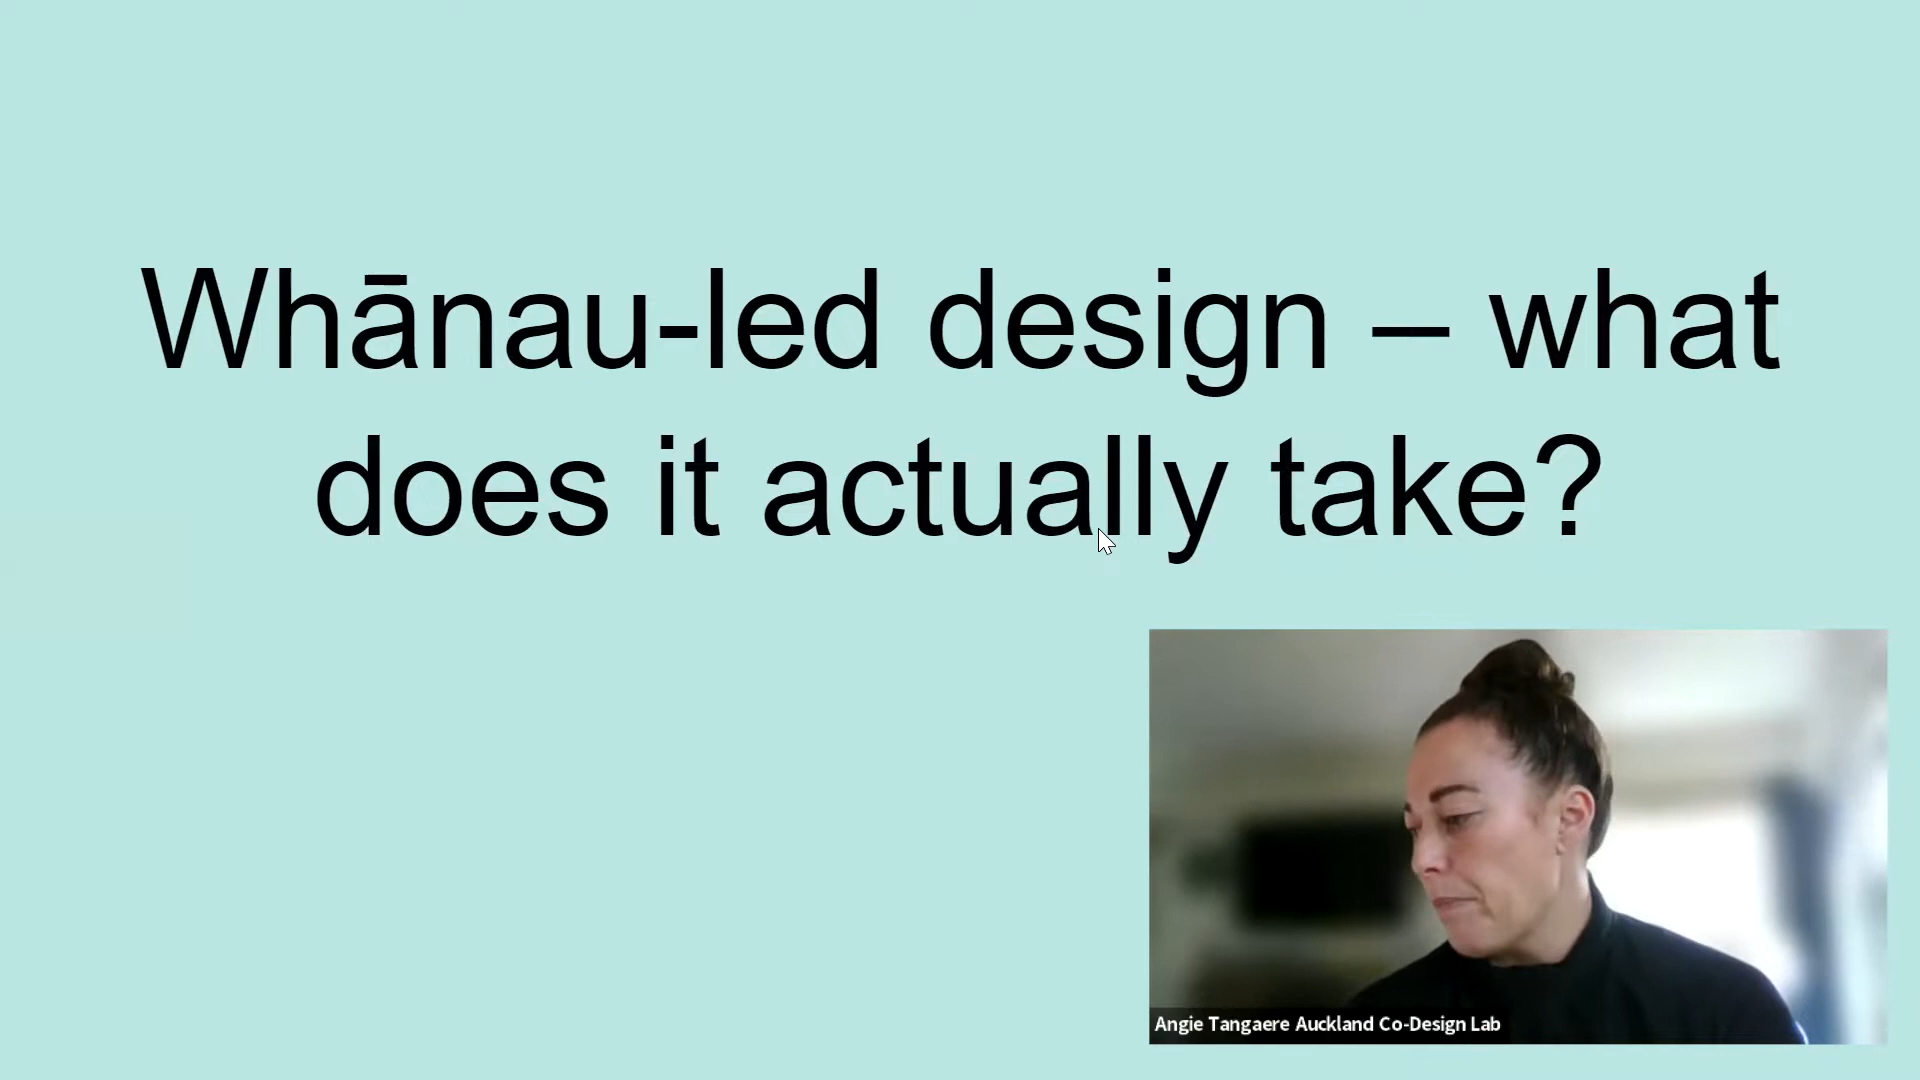 Whānau-led design – what
does it actually take?
Angie Tangaere Auckland Co-Design Lab